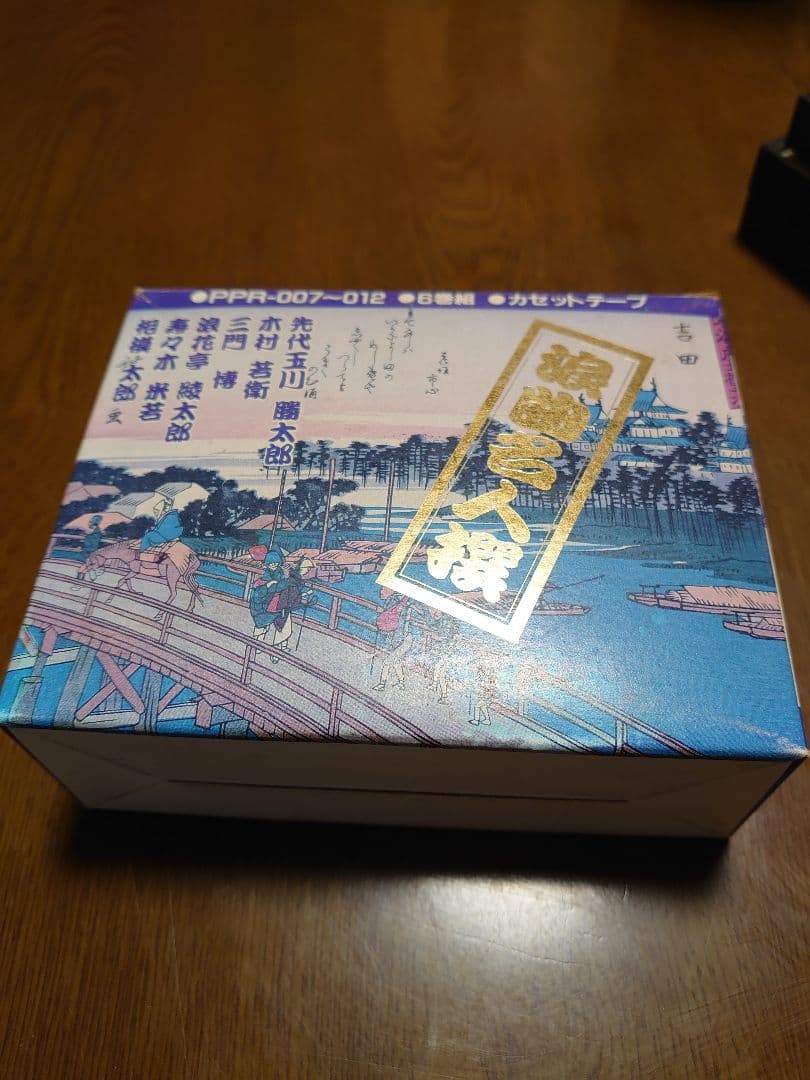 ●PPR-007～012 ●6巻組 ●カセットテープ
浪曲名人撰
先代玉川 勝太郎
木村 若衛
三門 博
浪花亭 綾太郎
寿々木 米若
相模 太郎
吉田